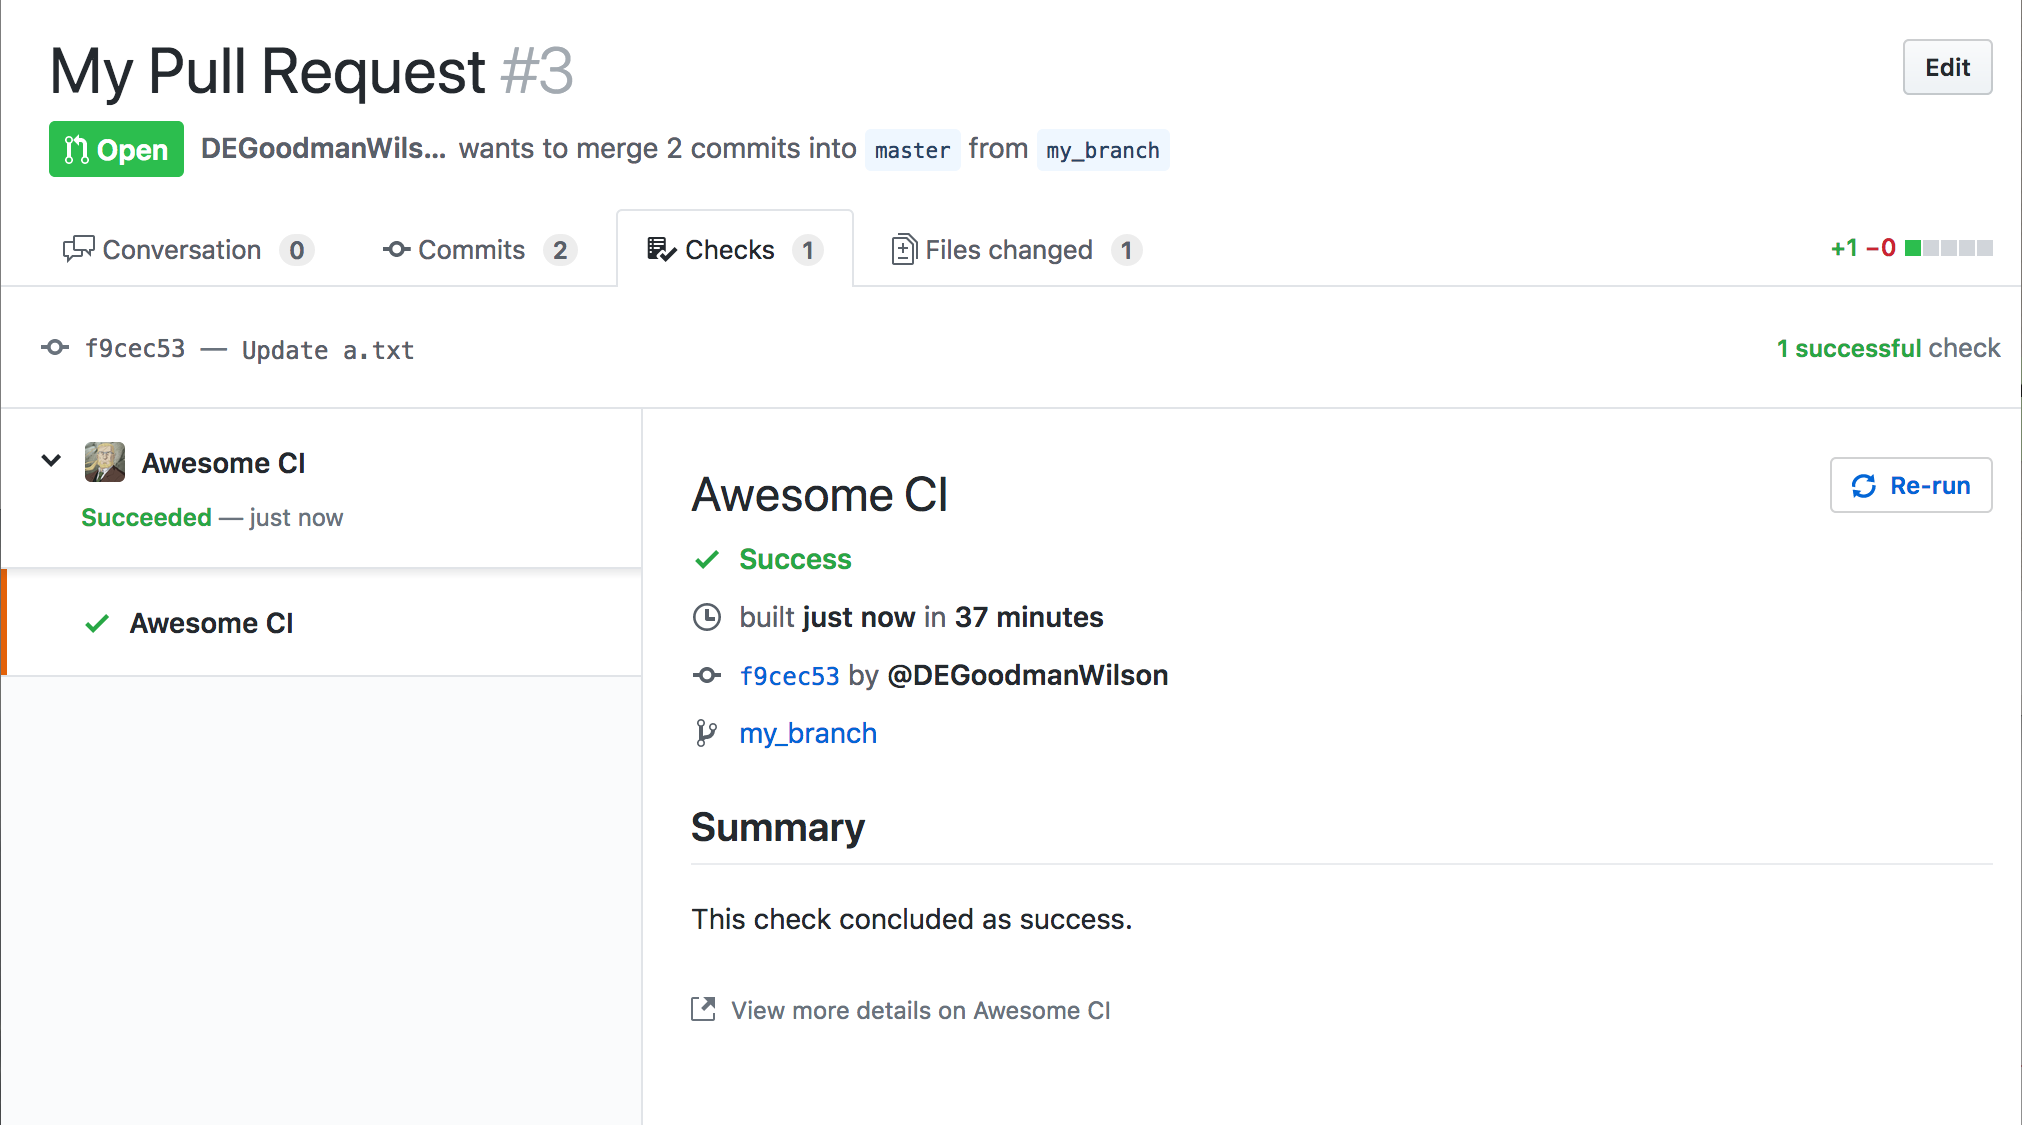 My Pull Request #3
Edit
Open DEGoodmanWils... wants to merge 2 commits into master from my_branch
Conversation 0 Commits 2 Checks 1 Files changed 1 +1 −0
f9cec53 — Update a.txt
1 successful check
Awesome CI
Succeeded — just now
Awesome CI
Awesome CI
Re-run
Success
built just now in 37 minutes
f9cec53 by @DEGoodmanWilson
my_branch
Summary
This check concluded as success.
View more details on Awesome CI